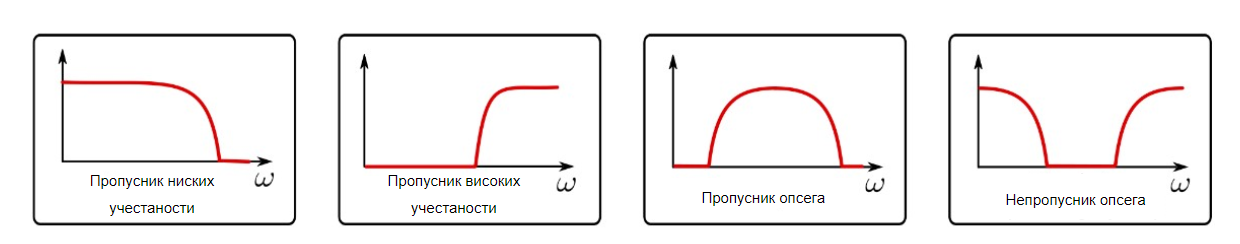 Пропусник ниских
учестаности
ω
Пропусник високих
учестаности
ω
Пропусник опсега
ω
Непропусник опсега
ω